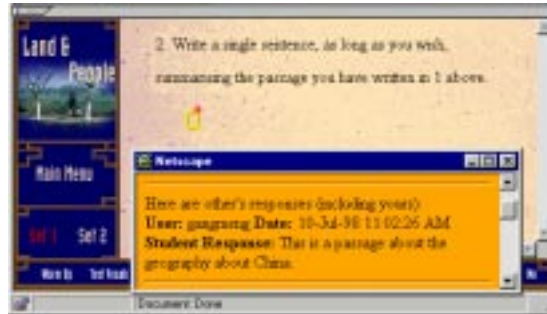 Land &
People
2. Write a single sentence, as long as you wish,
summarising the passage you have written in 1 above.
Main Menu
Set 1 Set 2
Netscape
Here are other's responses (including yours)
User: Date: 10-Jul-98 11:02:26 AM
Student Response: This is a passage about the
geography about China.
Document: Done